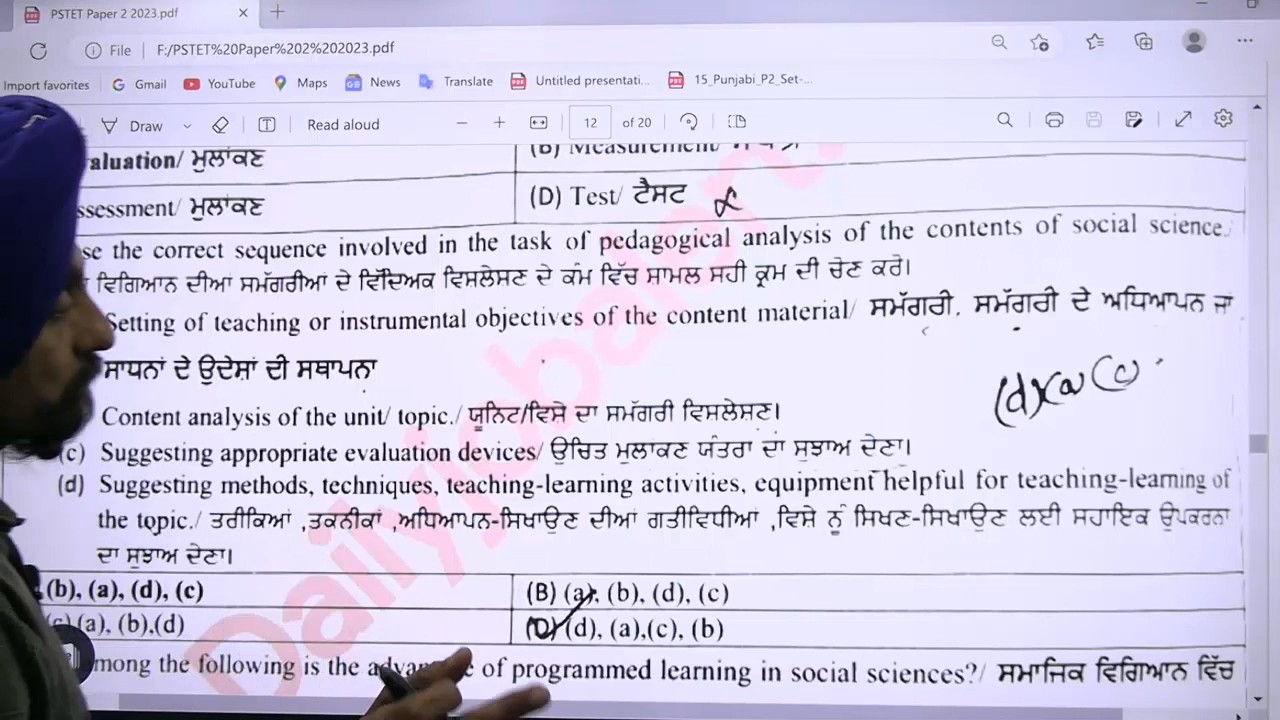 PSTET Paper 2 2023.pdf
File F:/PSTET%20Paper%202%202023.pdf
Import favorites Gmail YouTube Maps News Translate Untitled presentati... 15_Punjabi_P2_Set-...
Draw Read aloud 12 of 20
aluation/ ਮੁਲਾਂਕਣ (B) Measurement/
ssessment/ ਮੁਲਾਂਕਣ (D) Test/ ਟੈਸਟ
se the correct sequence involved in the task of pedagogical analysis of the contents of social science.
ਵਿਗਿਆਨ ਦੀਆਂ ਸਮੱਗਰੀਆਂ ਦੇ ਵਿੱਦਿਅਕ ਵਿਸਲੇਸਣ ਦੇ ਕੰਮ ਵਿੱਚ ਸ਼ਾਮਲ ਸਹੀ ਕ੍ਰਮ ਦੀ ਚੋਣ ਕਰੋ।
Setting of teaching or instrumental objectives of the content material/ ਸਮੱਗਰੀ. ਸਮੱਗਰੀ ਦੇ ਅਧਿਆਪਨ ਜਾਂ
ਸਾਧਨਾਂ ਦੇ ਉਦੇਸ਼ਾਂ ਦੀ ਸਥਾਪਨਾ
(d) (a) (c)
Content analysis of the unit/ topic./ ਯੂਨਿਟ/ਵਿਸੇ ਦਾ ਸਮੱਗਰੀ ਵਿਸਲੇਸਣ।
(c) Suggesting appropriate evaluation devices/ ਉਚਿਤ ਮੁਲਾਂਕਣ ਯੰਤਰਾਂ ਦਾ ਸੁਝਾਅ ਦੇਣਾ।
(d) Suggesting methods, techniques, teaching-learning activities, equipment helpful for teaching-learning of
the topic./ ਤਰੀਕਿਆਂ ,ਤਕਨੀਕਾਂ ,ਅਧਿਆਪਨ-ਸਿਖਾਉਣ ਦੀਆਂ ਗਤੀਵਿਧੀਆਂ ,ਵਿਸ਼ੇ ਨੂੰ ਸਿਖਣ-ਸਿਖਾਉਣ ਲਈ ਸਹਾਇਕ ਉਪਕਰਨਾ
ਦਾ ਸੁਝਾਅ ਦੇਣਾ।
(b), (a), (d), (c) (B) (a), (b), (d), (c)
(a), (b),(d) (D) (d), (a),(c), (b)
mong the following is the of programmed learning in social sciences?/ ਸਮਾਜਿਕ ਵਿਗਿਆਨ ਵਿੱਚ